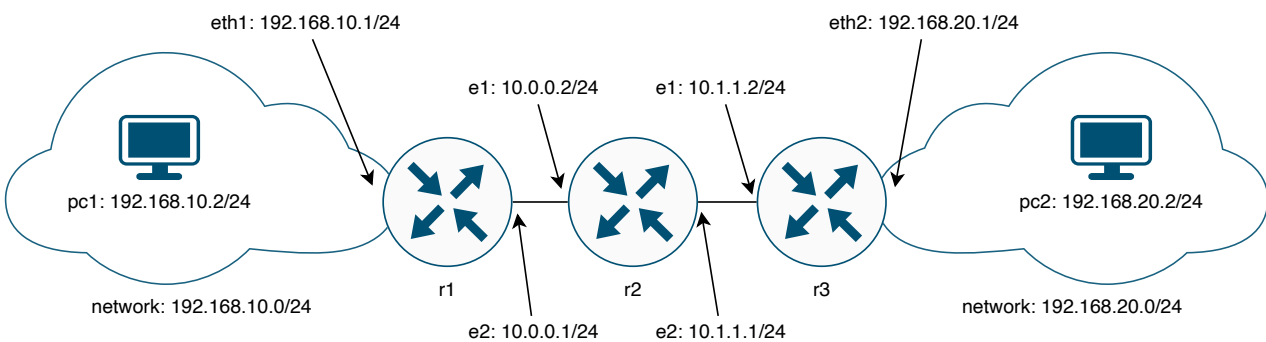 eth1: 192.168.10.1/24
eth2: 192.168.20.1/24
e1: 10.0.0.2/24
e1: 10.1.1.2/24
pc1: 192.168.10.2/24
pc2: 192.168.20.2/24
r1
r2
r3
network: 192.168.10.0/24
network: 192.168.20.0/24
e2: 10.0.0.1/24
e2: 10.1.1.1/24